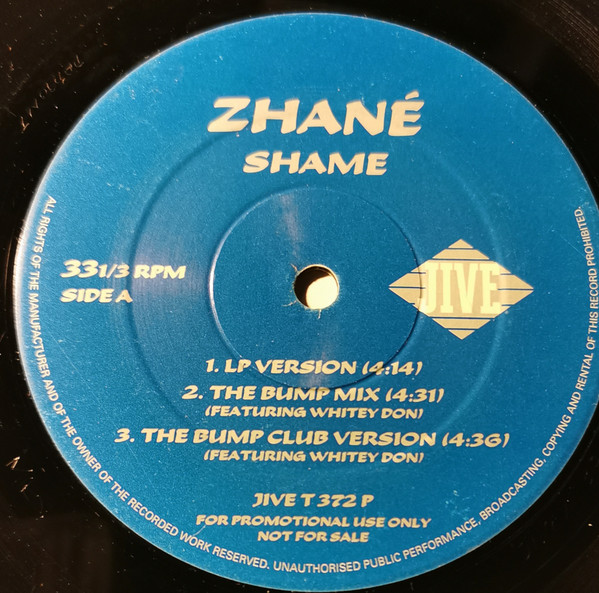 ZHANÉ
SHAME
33 1/3 RPM
SIDE A
JIVE
1. LP VERSION (4:14)
2. THE BUMP MIX (4:31)
(FEATURING WHITEY DON)
3. THE BUMP CLUB VERSION (4:36)
(FEATURING WHITEY DON)
JIVE T 372 P
FOR PROMOTIONAL USE ONLY
NOT FOR SALE
ALL RIGHTS OF THE MANUFACTURER AND OF THE OWNER OF THE RECORDED WORK RESERVED. UNAUTHORISED PUBLIC PERFORMANCE, BROADCASTING, COPYING AND RENTAL OF THIS RECORD PROHIBITED.